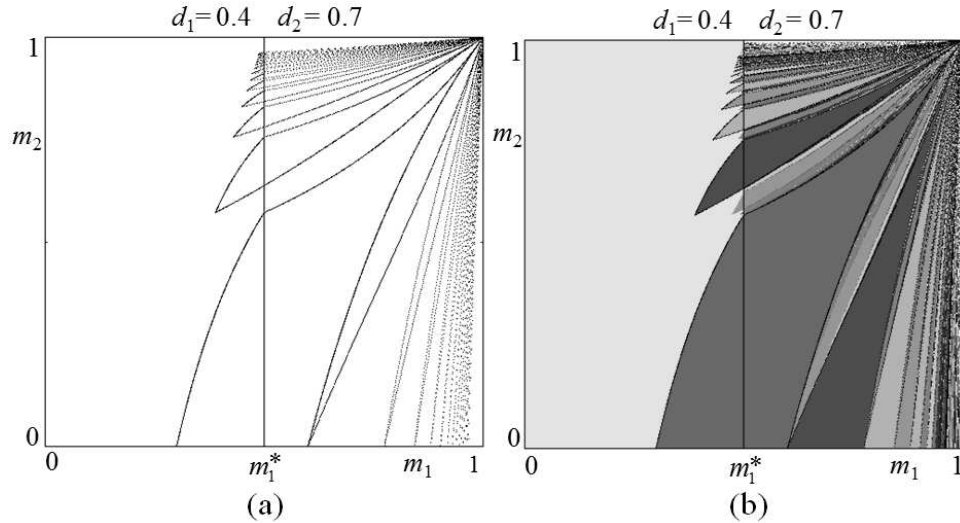 d₁= 0.4 d₂= 0.7 d₁= 0.4 d₂= 0.7
1 1
m₂ m₂
0 0
0 m₁* m₁ 1 0 m₁* m₁ 1
(a) (b)